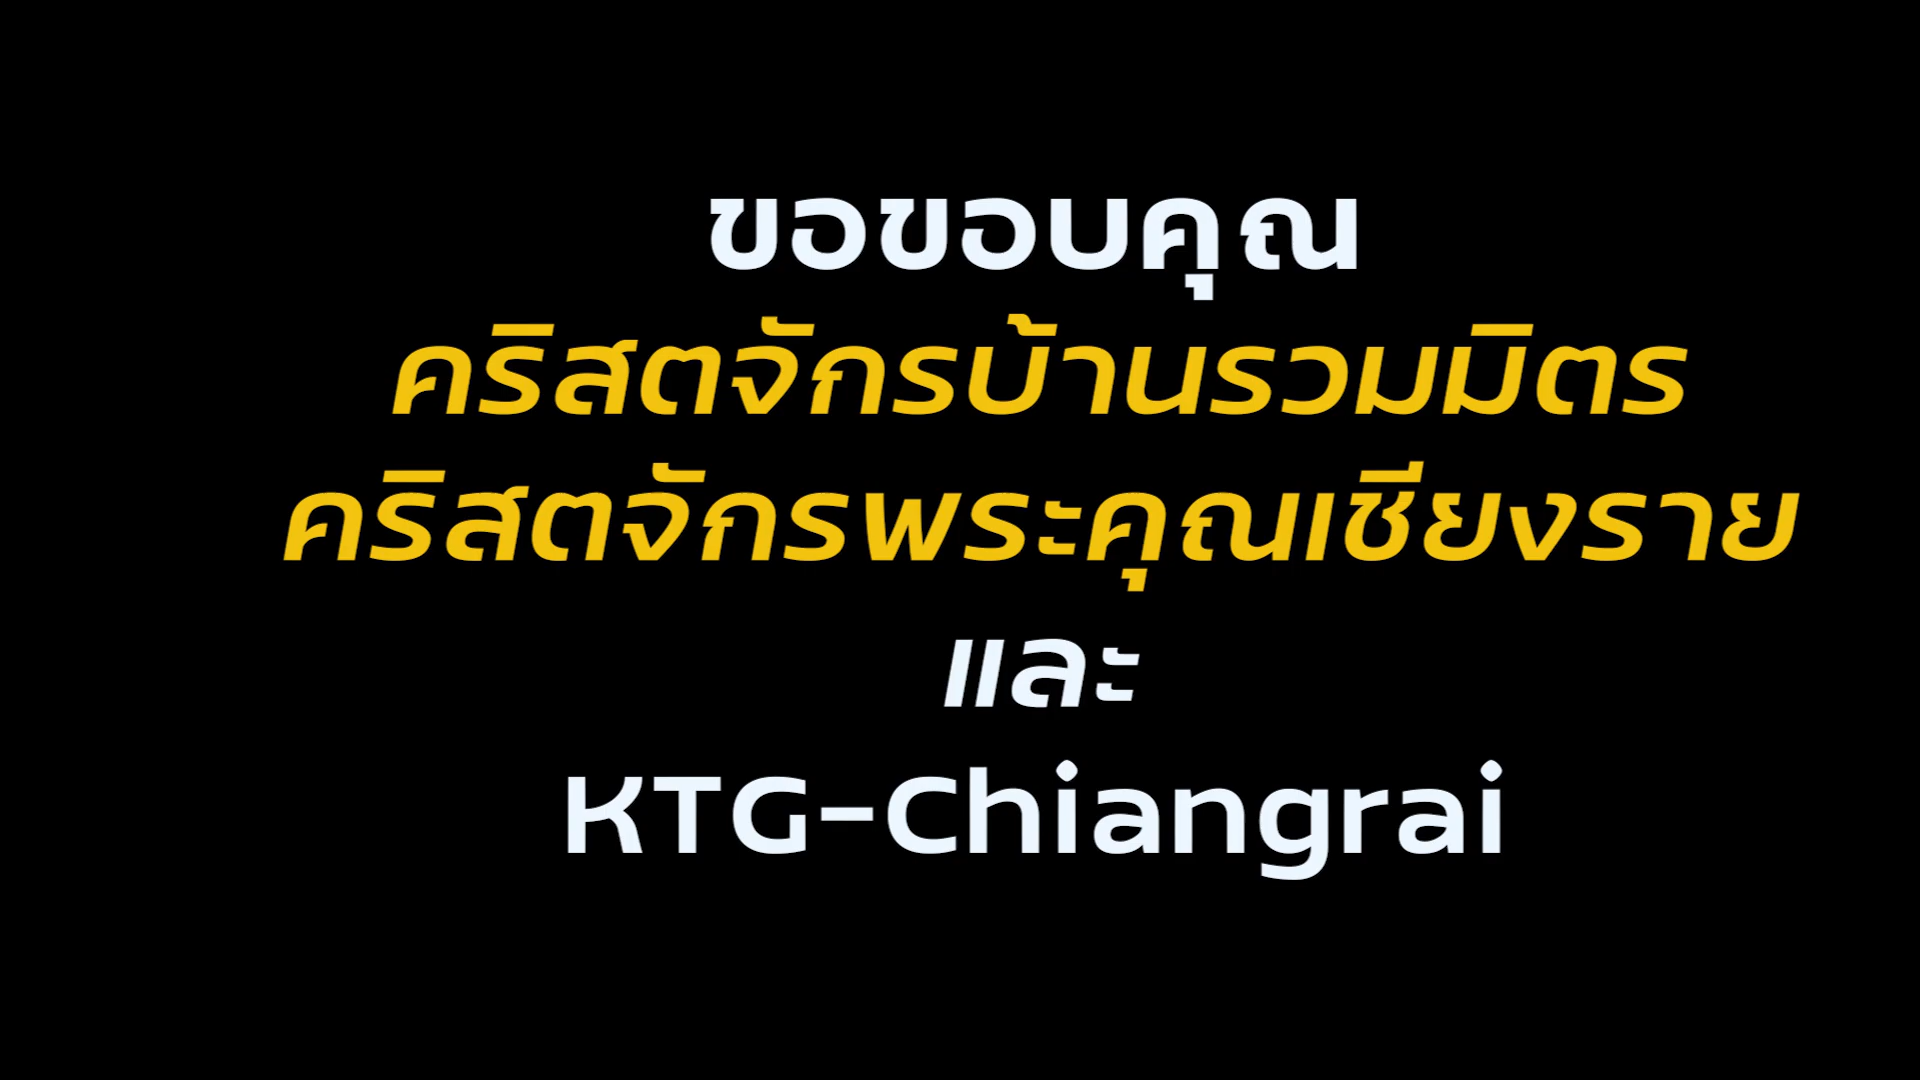 ขอขอบคุณ
คริสตจักรบ้านรวมมิตร
คริสตจักรพระคุณเชียงราย
และ
KTG-Chiangrai